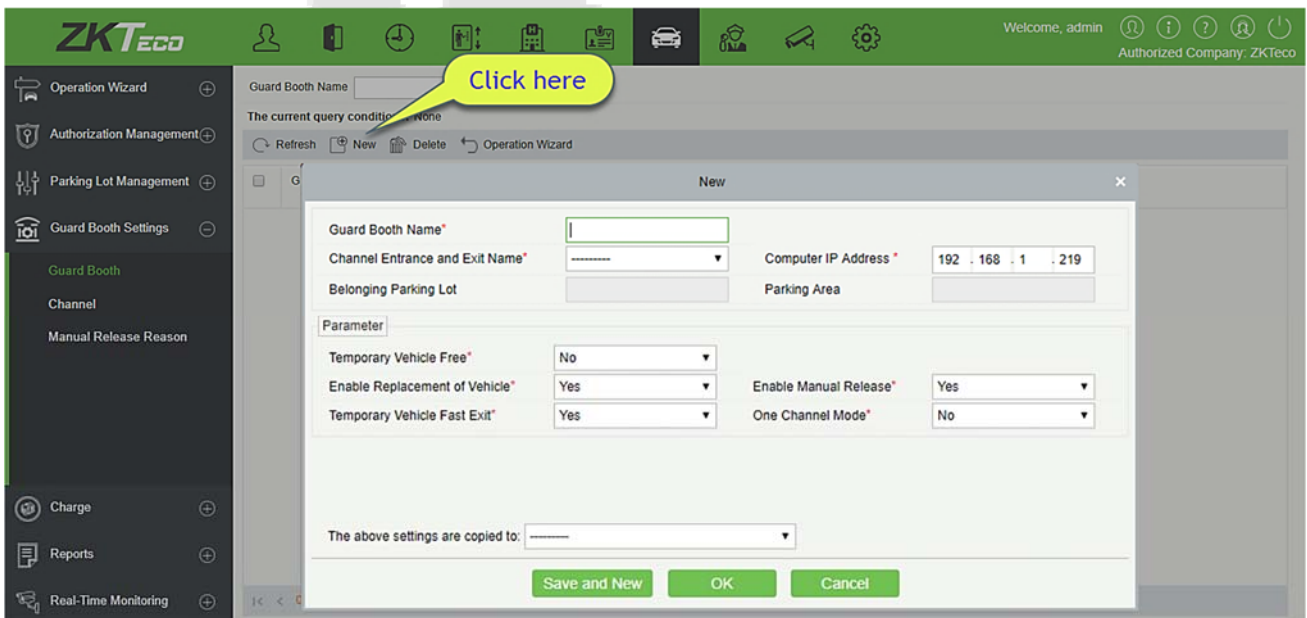 ZKTeco
Welcome, admin
Authorized Company: ZKTeco
Operation Wizard
Authorization Management
Parking Lot Management
Guard Booth Settings
Guard Booth
Channel
Manual Release Reason
Charge
Reports
Real-Time Monitoring
Guard Booth Name
Click here
The current query conditio None
Refresh New Delete Operation Wizard
G
New
Guard Booth Name*
Channel Entrance and Exit Name* --------- Computer IP Address * 192 . 168 . 1 . 219
Belonging Parking Lot Parking Area
Parameter
Temporary Vehicle Free* No
Enable Replacement of Vehicle* Yes Enable Manual Release* Yes
Temporary Vehicle Fast Exit* Yes One Channel Mode* No
The above settings are copied to: ---------
Save and New OK Cancel